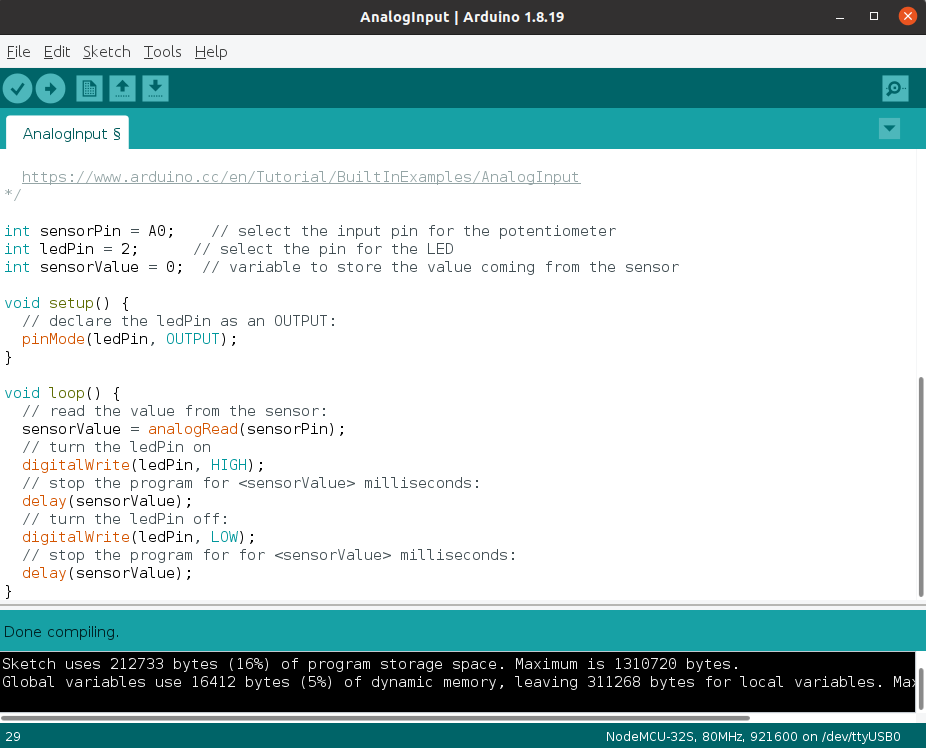 AnalogInput | Arduino 1.8.19
File Edit Sketch Tools Help
AnalogInput §
https://www.arduino.cc/en/Tutorial/BuiltInExamples/AnalogInput
*/
int sensorPin = A0;    // select the input pin for the potentiometer
int ledPin = 2;      // select the pin for the LED
int sensorValue = 0;  // variable to store the value coming from the sensor
void setup() {
  // declare the ledPin as an OUTPUT:
  pinMode(ledPin, OUTPUT);
}
void loop() {
  // read the value from the sensor:
  sensorValue = analogRead(sensorPin);
  // turn the ledPin on
  digitalWrite(ledPin, HIGH);
  // stop the program for <sensorValue> milliseconds:
  delay(sensorValue);
  // turn the ledPin off:
  digitalWrite(ledPin, LOW);
  // stop the program for for <sensorValue> milliseconds:
  delay(sensorValue);
}
Done compiling.
Sketch uses 212733 bytes (16%) of program storage space. Maximum is 1310720 bytes.
Global variables use 16412 bytes (5%) of dynamic memory, leaving 311268 bytes for local variables. Max
29 NodeMCU-32S, 80MHz, 921600 on /dev/ttyUSB0